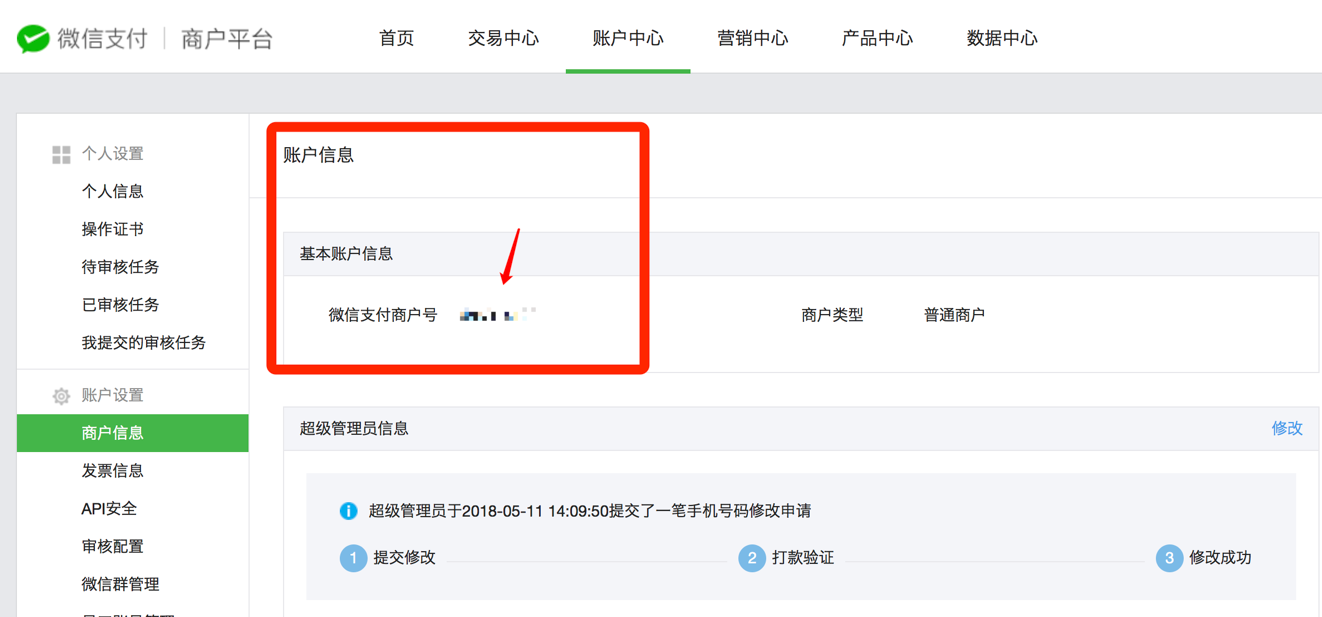 微信支付 商户平台 首页 交易中心 账户中心 营销中心 产品中心 数据中心
个人设置
个人信息
操作证书
待审核任务
已审核任务
我提交的审核任务
账户设置
商户信息
发票信息
API安全
审核配置
微信群管理
账户信息
基本账户信息
微信支付商户号 商户类型 普通商户
超级管理员信息 修改
超级管理员于2018-05-11 14:09:50提交了一笔手机号码修改申请
1 提交修改 2 打款验证 3 修改成功